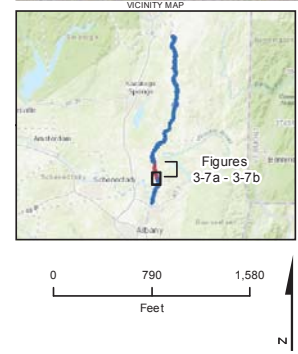 VICINITY MAP
Saratoga
Springs
Amsterdam
Schenectady
Figures
3-7a - 3-7b
Albany
0 790 1,580
Feet
N